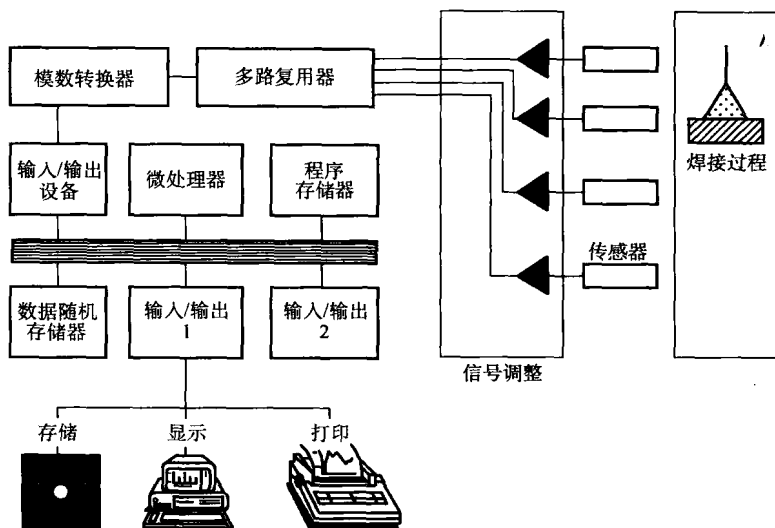 模数转换器
多路复用器
焊接过程
输入/输出
设备
微处理器
程序
存储器
传感器
数据随机
存储器
输入/输出
1
输入/输出
2
信号调整
存储
显示
打印